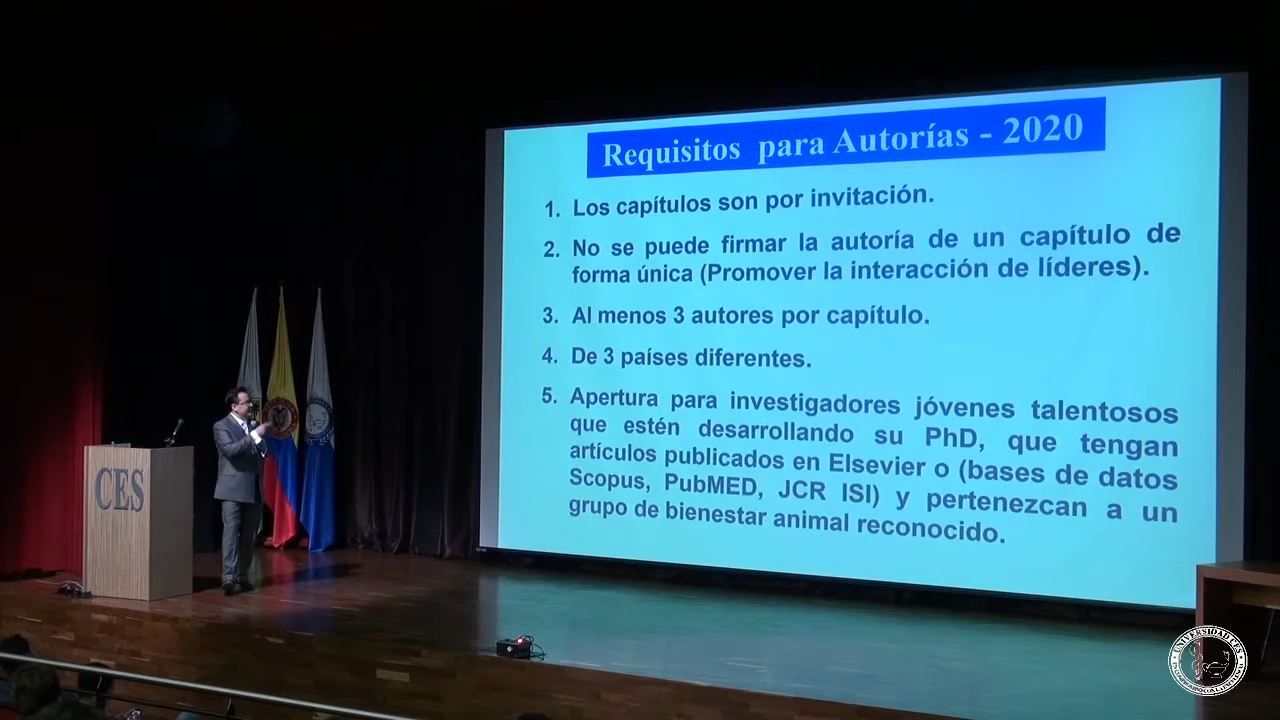 Requisitos para Autorías - 2020
1. Los capítulos son por invitación.
2. No se puede firmar la autoría de un capítulo de
forma única (Promover la interacción de líderes).
3. Al menos 3 autores por capítulo.
4. De 3 países diferentes.
5. Apertura para investigadores jóvenes talentosos
que estén desarrollando su PhD, que tengan
artículos publicados en Elsevier o (bases de datos
Scopus, PubMED, JCR ISI) y pertenezcan a un
grupo de bienestar animal reconocido.
CES
UNIVERSIDAD CES